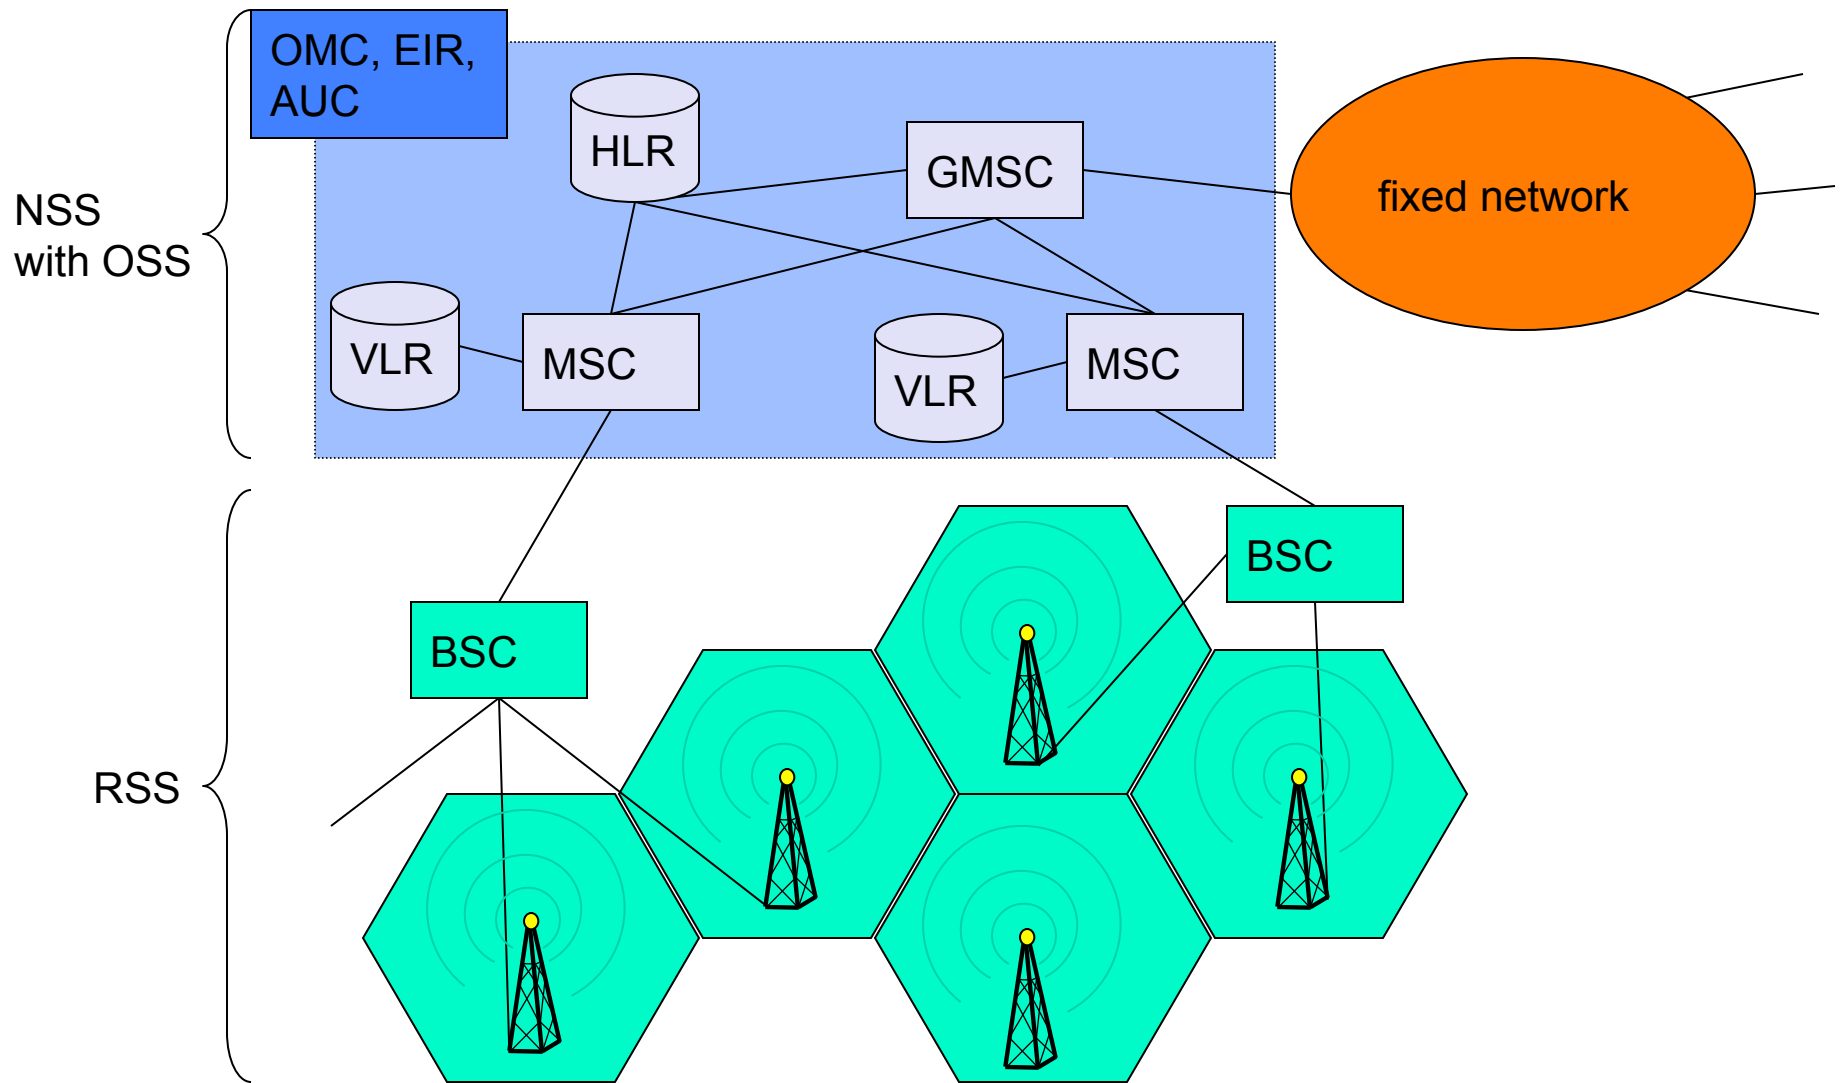 OMC, EIR,
AUC
HLR
GMSC
fixed network
NSS
with OSS
VLR
MSC
VLR
MSC
BSC
BSC
RSS